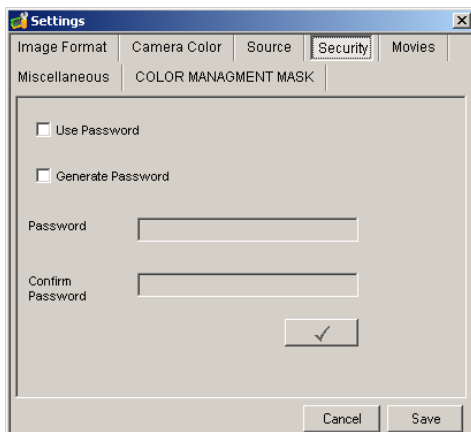 Settings
Image Format Camera Color Source Security Movies
Miscellaneous COLOR MANAGMENT MASK
Use Password
Generate Password
Password
Confirm
Password
Cancel Save